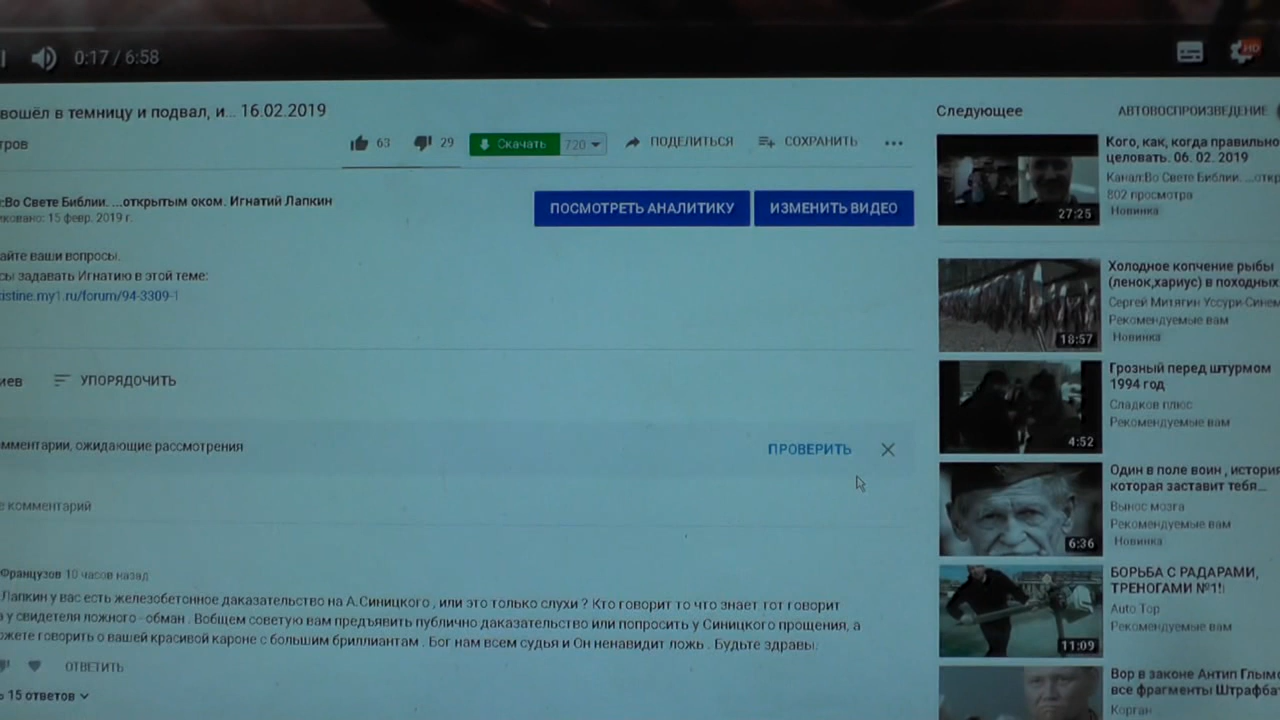 0:17 / 6:58
HD
вошёл в темницу и подвал, и... 16.02.2019
63
29
Скачать
720
ПОДЕЛИТЬСЯ
СОХРАНИТЬ
:Во Свете Библии. ...открытым оком. Игнатий Лапкин
15 февр. 2019 г.
ПОСМОТРЕТЬ АНАЛИТИКУ
ИЗМЕНИТЬ ВИДЕО
айте ваши вопросы.
сы задавать Игнатию в этой теме:
istine.my1.ru/forum/94-3309-1
иев
УПОРЯДОЧИТЬ
мментарии, ожидающие рассмотрения
ПРОВЕРИТЬ
е комментарий
Французов 10 часов назад
Лапкин у вас есть железобетонное даказательство на А.Синицкого , или это только слухи ? Кто говорит то что знает тот говорит
у свидетеля ложного - обман . Вобщем советую вам предъявить публично даказательство или попросить у Синицкого прощения, а
жете говорить о вашей красивой кароне с большим бриллиантам . Бог нам всем судья и Он ненавидит ложь . Будьте здравы.
ОТВЕТИТЬ
15 ответов
Следующее
АВТОВОСПРОИЗВЕДЕНИЕ
Кого, как, когда правильно
целовать. 06. 02. 2019
Канал:Во Свете Библии. ...откр
802 просмотра
Новинка
27:25
Холодное копчение рыбы
(ленок,хариус) в походных
Сергей Митягин Уссури-Синем
Рекомендуемые вам
Новинка
18:57
Грозный перед штурмом
1994 год
Сладков плюс
Рекомендуемые вам
4:52
Один в поле воин , история
которая заставит тебя...
Вынос мозга
Рекомендуемые вам
Новинка
6:36
БОРЬБА С РАДАРАМИ,
ТРЕНОГАМИ №1!
Auto Top
Рекомендуемые вам
11:09
Вор в законе Антип Глым
все фрагменты Штрафба
Корган